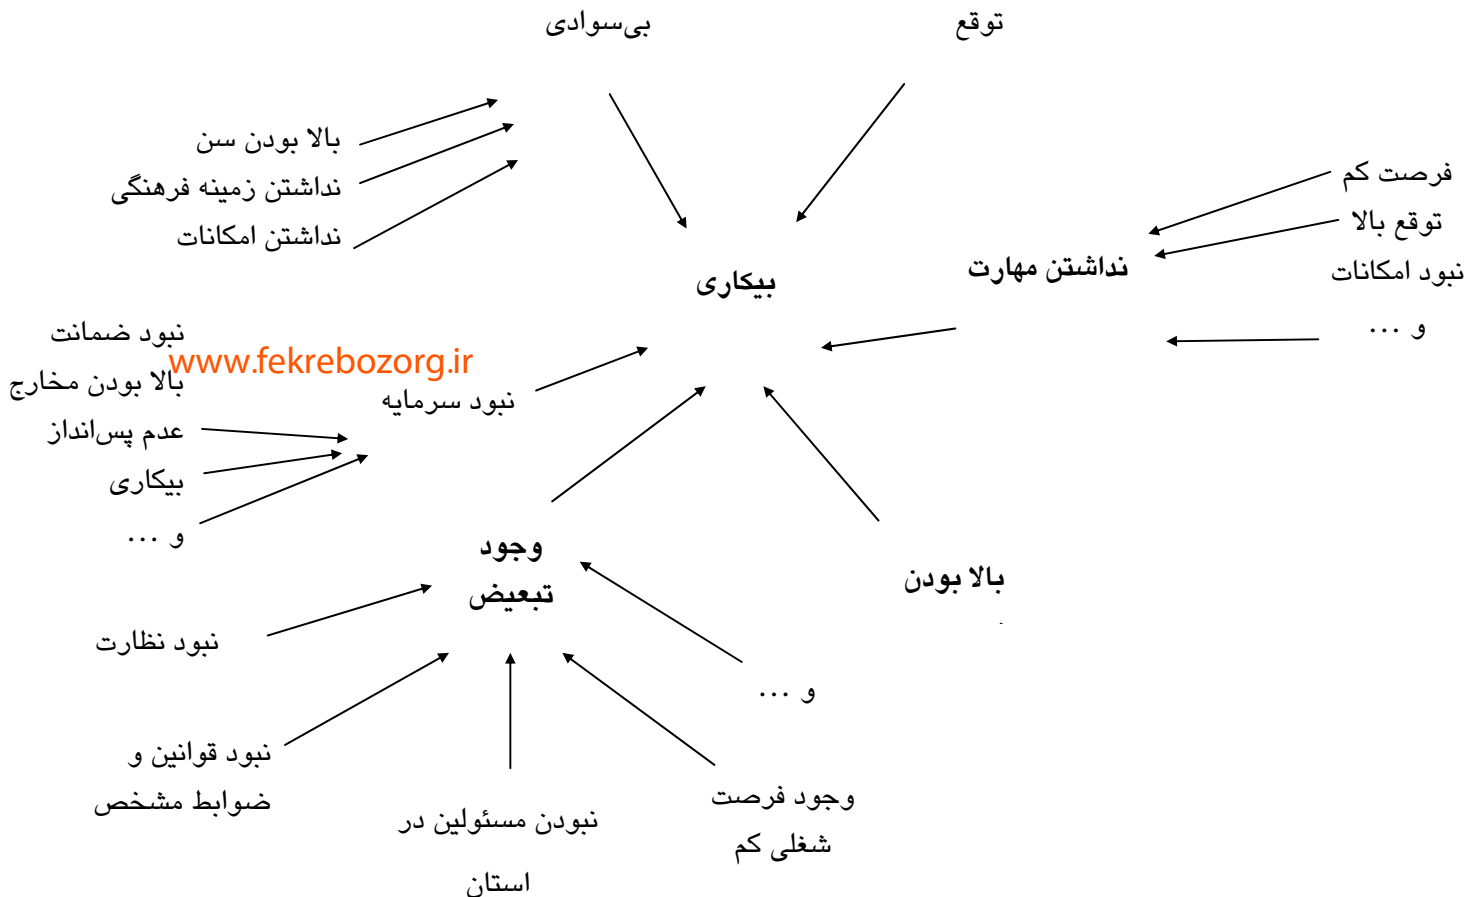 توقع
بی‌سوادی
بالا بودن سن
نداشتن زمینه فرهنگی
نداشتن امکانات
فرصت کم
توقع بالا
نبود امکانات
و ...
نداشتن مهارت
بیکاری
نبود ضمانت
بالا بودن مخارج
عدم پس‌انداز
بیکاری
و ...
www.fekrebozorg.ir
نبود سرمایه
وجود
تبعیض
بالا بودن
نبود نظارت
و ...
نبود قوانین و
ضوابط مشخص
نبودن مسئولین در
استان
وجود فرصت
شغلی کم